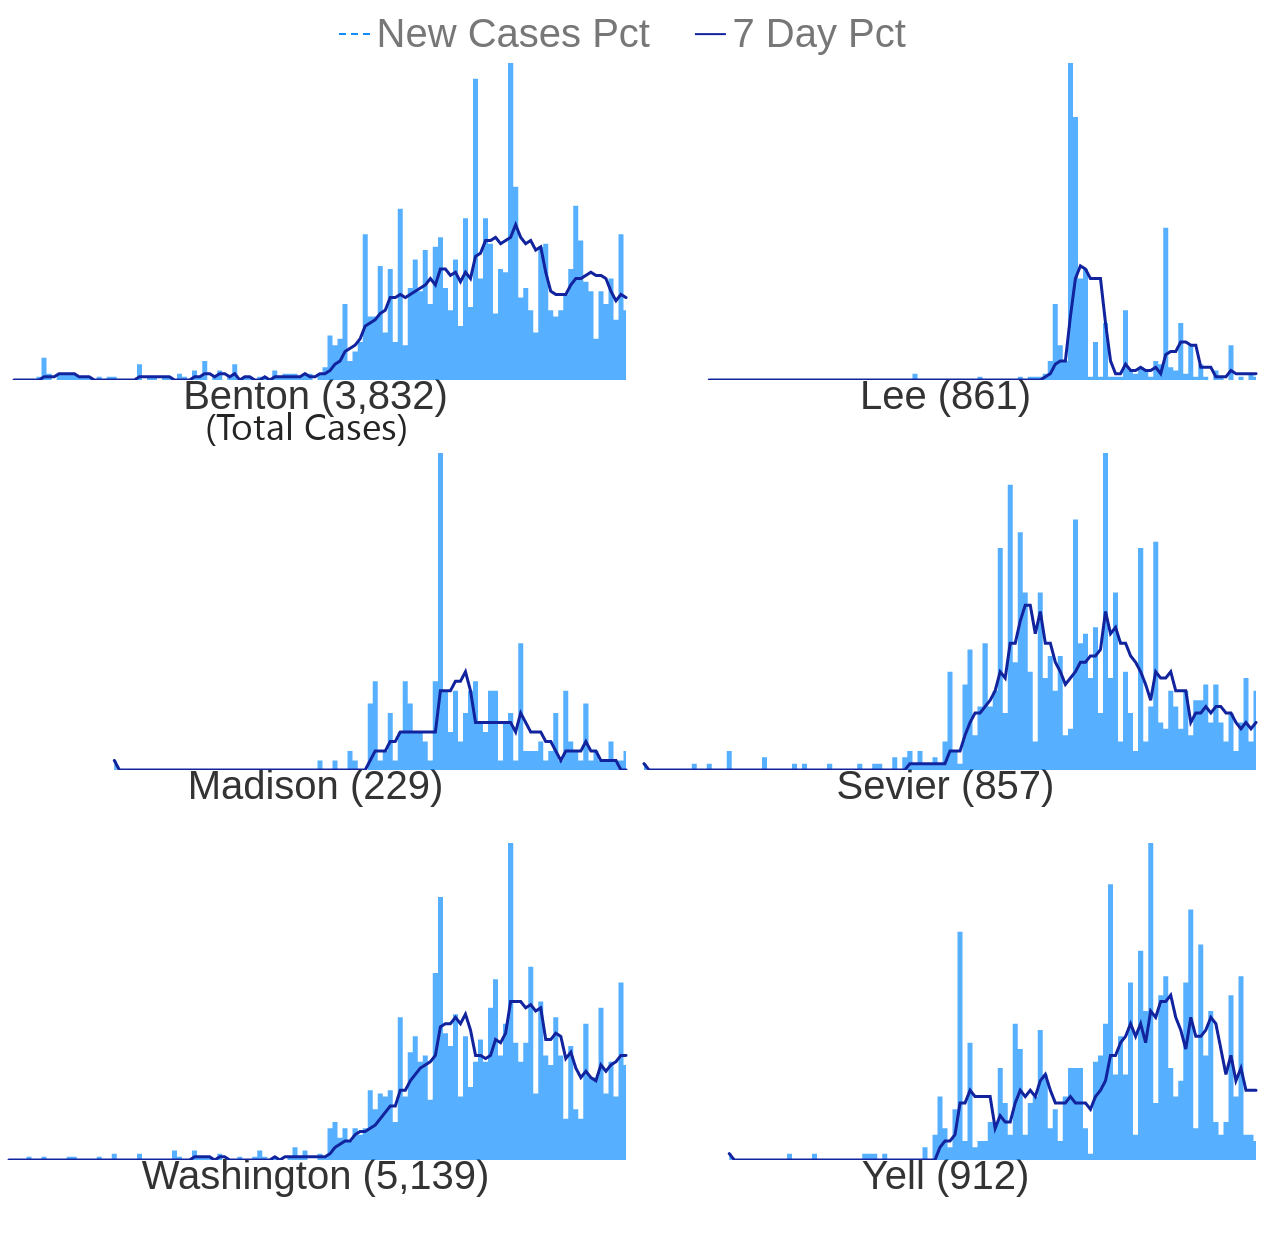 New Cases Pct 7 Day Pct
Benton (3,832) Lee (861)
(Total Cases)
Madison (229) Sevier (857)
Washington (5,139) Yell (912)